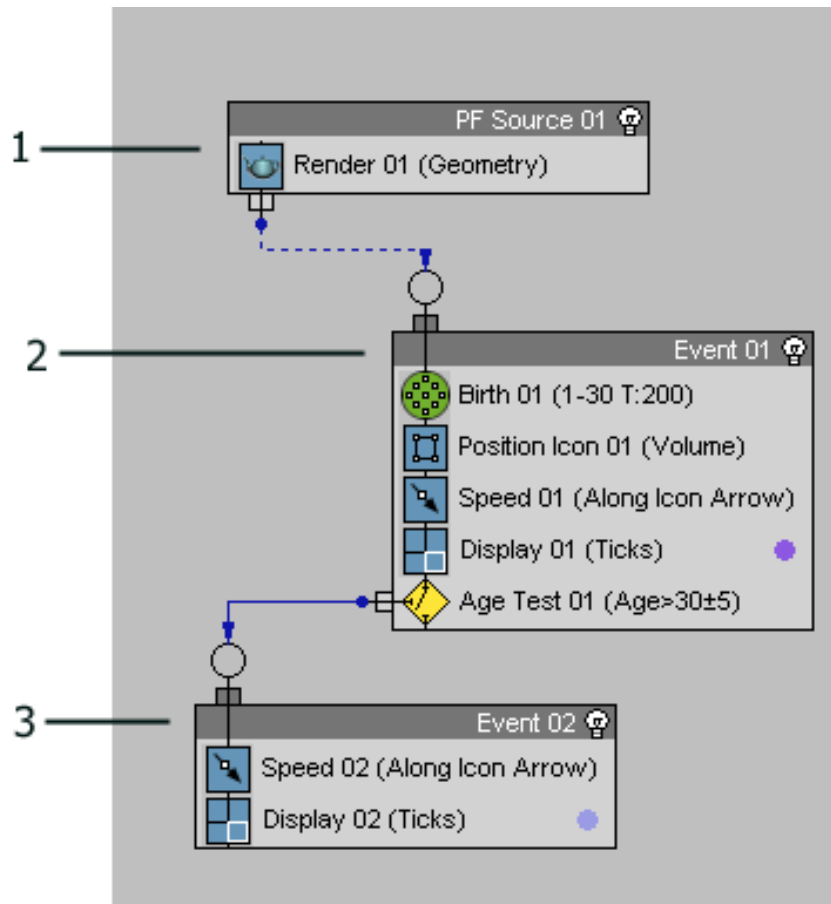 PF Source 01
1
Render 01 (Geometry)
2
Event 01
Birth 01 (1-30 T:200)
Position Icon 01 (Volume)
Speed 01 (Along Icon Arrow)
Display 01 (Ticks)
Age Test 01 (Age>30±5)
3
Event 02
Speed 02 (Along Icon Arrow)
Display 02 (Ticks)